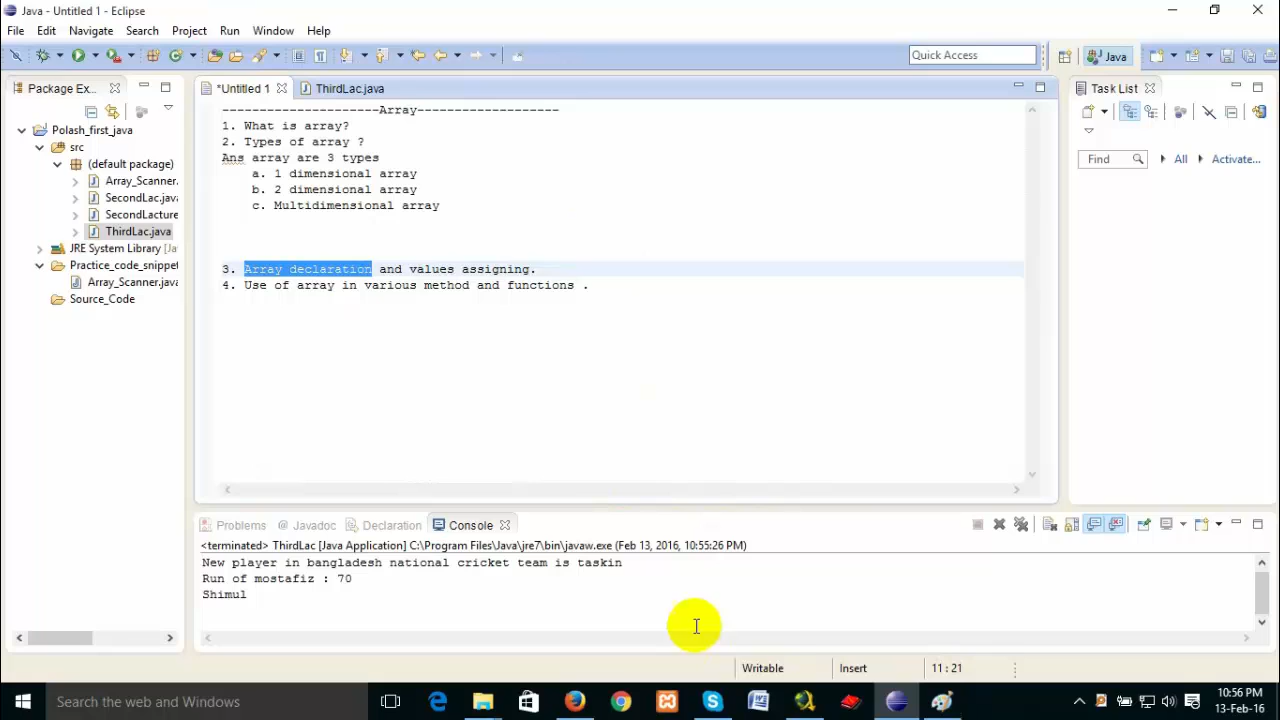 Java - Untitled 1 - Eclipse
File Edit Navigate Search Project Run Window Help
Quick Access
Java
Package Ex...
*Untitled 1
ThirdLac.java
Task List
Polash_first_java
src
(default package)
Array_Scanner.
SecondLac.java
SecondLacture
ThirdLac.java
JRE System Library [Ja
Practice_code_snippet
Array_Scanner.java
Source_Code
---------------------Array-------------------
1. What is array?
2. Types of array ?
Ans array are 3 types
a. 1 dimensional array
b. 2 dimensional array
c. Multidimensional array
3. Array declaration and values assigning.
4. Use of array in various method and functions .
Find All Activate...
Problems Javadoc Declaration Console
<terminated> ThirdLac [Java Application] C:\Program Files\Java\jre7\bin\javaw.exe (Feb 13, 2016, 10:55:26 PM)
New player in bangladesh national cricket team is taskin
Run of mostafiz : 70
Shimul
Writable Insert 11 : 21
Search the web and Windows
10:56 PM
13-Feb-16